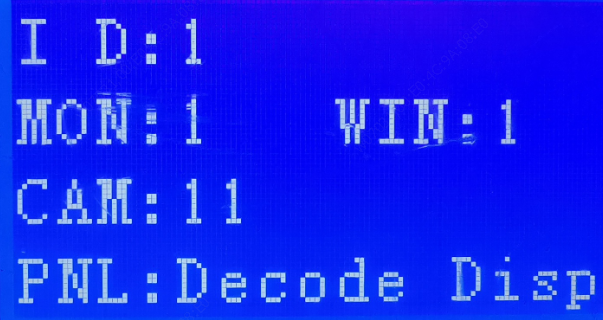 I D:1
MON:1 WIN:1
CAM:11
PNL:Decode Disp